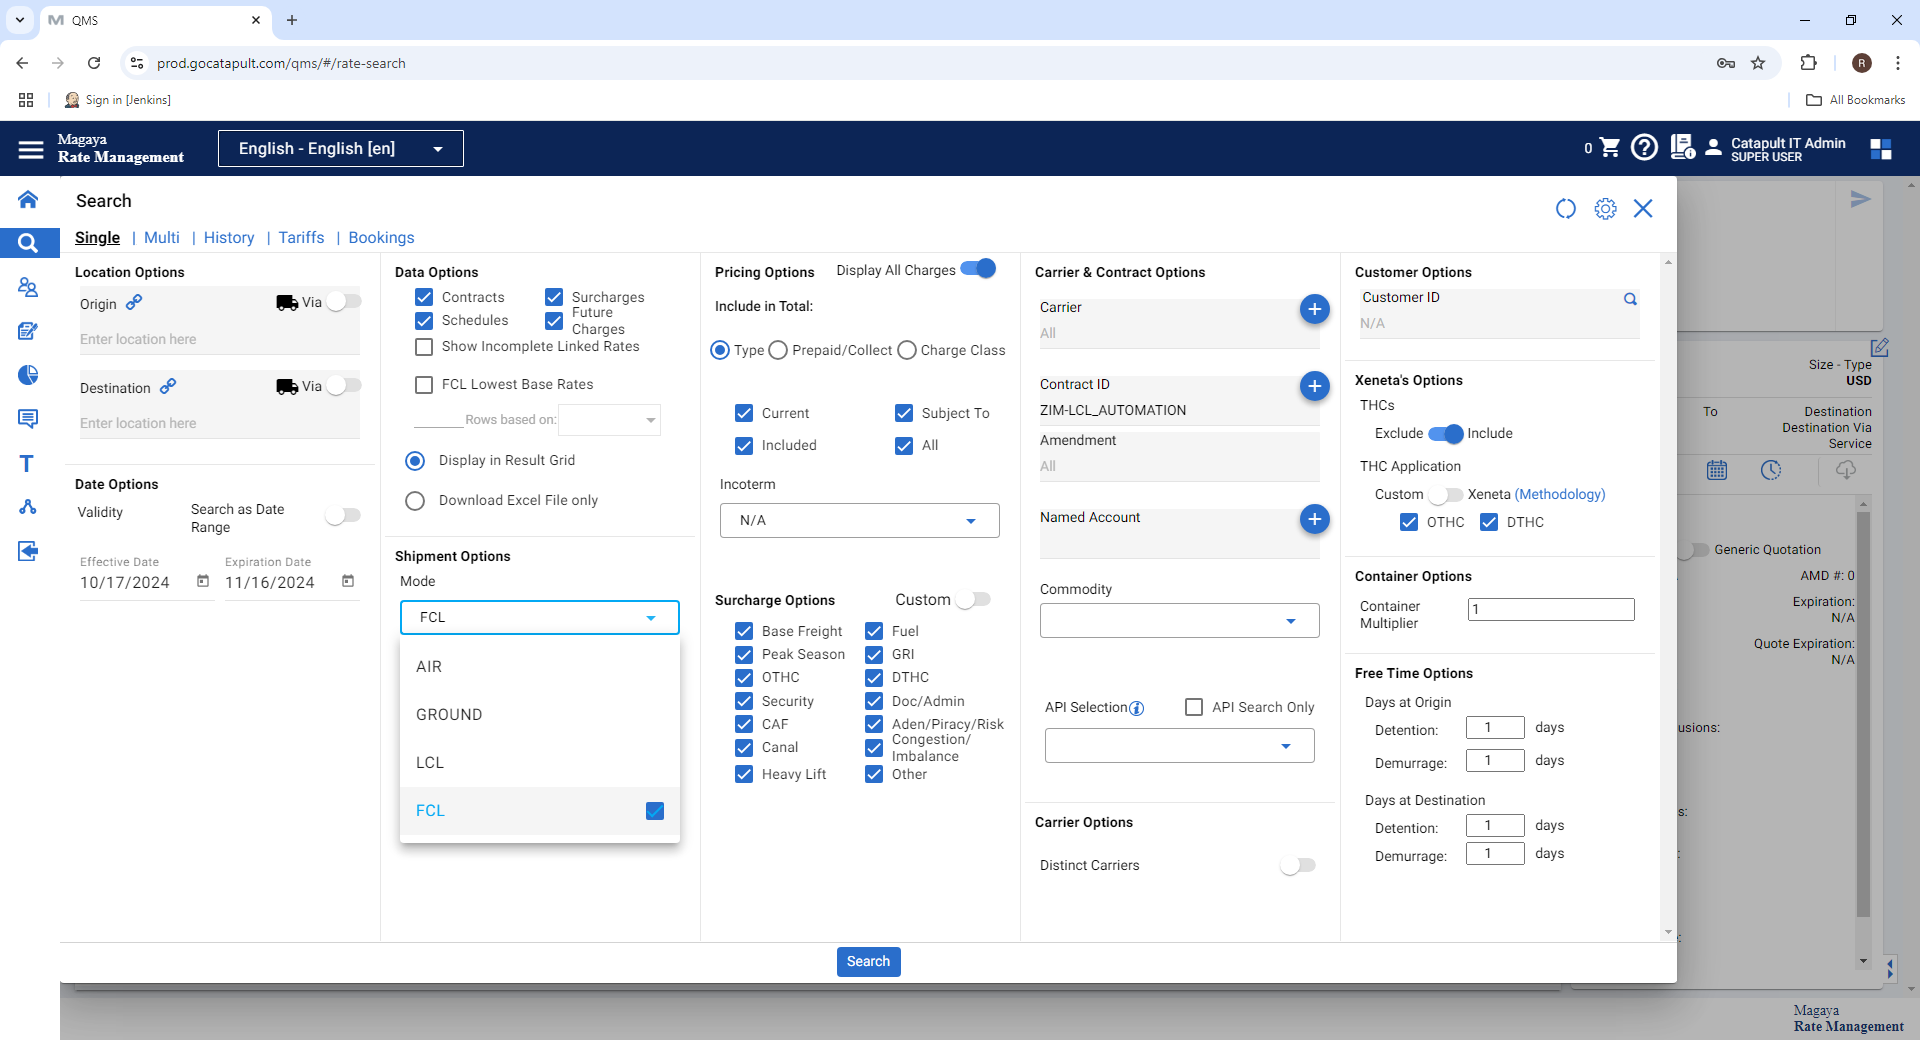 QMS
prod.gocatapult.com/qms/#/rate-search
R
Sign in [Jenkins]
All Bookmarks
Magaya
Rate Management
English - English [en]
0
Catapult IT Admin
SUPER USER
Search
Single | Multi | History | Tariffs | Bookings
Location Options
Origin
Via
Enter location here
Destination
Via
Enter location here
Date Options
Validity
Search as Date
Range
Effective Date
10/17/2024
Expiration Date
11/16/2024
Data Options
Contracts
Surcharges
Schedules
Future
Charges
Show Incomplete Linked Rates
FCL Lowest Base Rates
Rows based on:
Display in Result Grid
Download Excel File only
Shipment Options
Mode
FCL
AIR
GROUND
LCL
FCL
Pricing Options
Display All Charges
Include in Total:
Type
Prepaid/Collect
Charge Class
Current
Subject To
Included
All
Incoterm
N/A
Surcharge Options
Custom
Base Freight
Fuel
Peak Season
GRI
OTHC
DTHC
Security
Doc/Admin
CAF
Aden/Piracy/Risk
Canal
Congestion/
Imbalance
Heavy Lift
Other
Carrier & Contract Options
Carrier
All
Contract ID
ZIM-LCL_AUTOMATION
Amendment
All
Named Account
Commodity
API Selection
API Search Only
Carrier Options
Distinct Carriers
Customer Options
Customer ID
N/A
Xeneta's Options
THCs
Exclude
Include
THC Application
Custom
Xeneta (Methodology)
OTHC
DTHC
Container Options
Container
Multiplier
1
Free Time Options
Days at Origin
Detention:
1
days
Demurrage:
1
days
Days at Destination
Detention:
1
days
Demurrage:
1
days
Search
Size - Type
USD
To
Destination
Destination Via
Service
Generic Quotation
AMD #: 0
Expiration:
N/A
Quote Expiration:
N/A
usions:
s:
Magaya
Rate Management